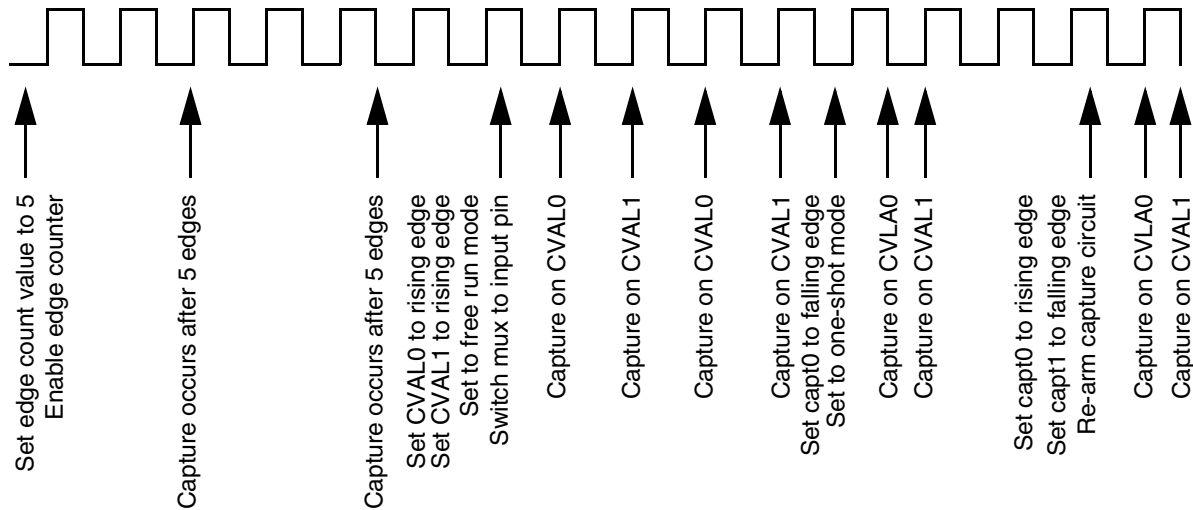 Set edge count value to 5
Enable edge counter
Capture occurs after 5 edges
Capture occurs after 5 edges
Set CVAL0 to rising edge
Set CVAL1 to rising edge
Set to free run mode
Switch mux to input pin
Capture on CVAL0
Capture on CVAL1
Capture on CVAL0
Capture on CVAL1
Set capt0 to falling edge
Set to one-shot mode
Capture on CVLA0
Capture on CVAL1
Set capt0 to rising edge
Set capt1 to falling edge
Re-arm capture circuit
Capture on CVLA0
Capture on CVAL1